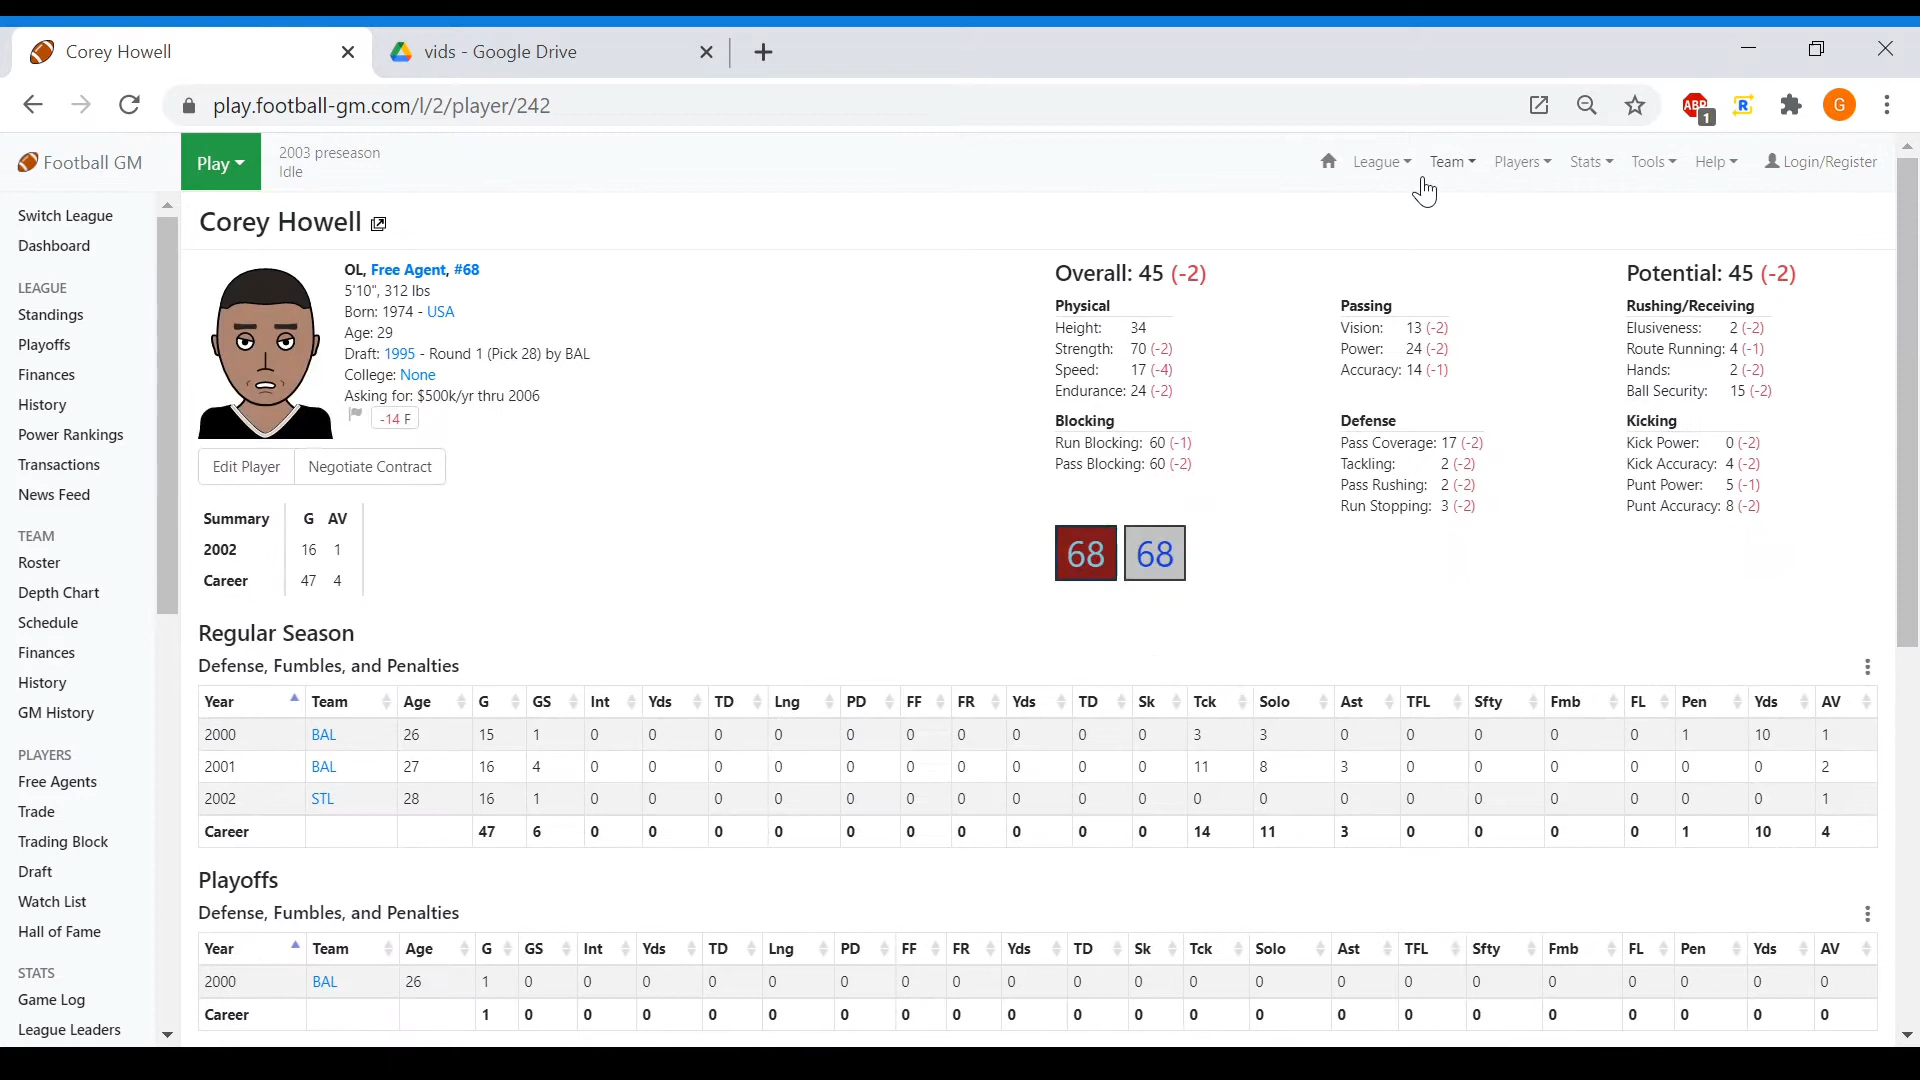 Corey Howell
vids - Google Drive
play.football-gm.com/l/2/player/242
ABP 1 R G
Football GM
Play
2003 preseason
Idle
League Team Players Stats Tools Help Login/Register
Switch League
Dashboard
LEAGUE
Standings
Playoffs
Finances
History
Power Rankings
Transactions
News Feed
TEAM
Roster
Depth Chart
Schedule
Finances
History
GM History
PLAYERS
Free Agents
Trade
Trading Block
Draft
Watch List
Hall of Fame
STATS
Game Log
League Leaders
Corey Howell
OL, Free Agent, #68
5'10", 312 lbs
Born: 1974 - USA
Age: 29
Draft: 1995 - Round 1 (Pick 28) by BAL
College: None
Asking for: $500k/yr thru 2006
-14 F
Edit Player Negotiate Contract
Summary G AV
2002 16 1
Career 47 4
Overall: 45 (-2)
Physical
Height: 34
Strength: 70 (-2)
Speed: 17 (-4)
Endurance: 24 (-2)
Blocking
Run Blocking: 60 (-1)
Pass Blocking: 60 (-2)
68 68
Passing
Vision: 13 (-2)
Power: 24 (-2)
Accuracy: 14 (-1)
Defense
Pass Coverage: 17 (-2)
Tackling: 2 (-2)
Pass Rushing: 2 (-2)
Run Stopping: 3 (-2)
Potential: 45 (-2)
Rushing/Receiving
Elusiveness: 2 (-2)
Route Running: 4 (-1)
Hands: 2 (-2)
Ball Security: 15 (-2)
Kicking
Kick Power: 0 (-2)
Kick Accuracy: 4 (-2)
Punt Power: 5 (-1)
Punt Accuracy: 8 (-2)
Regular Season
Defense, Fumbles, and Penalties
Year Team Age G GS Int Yds TD Lng PD FF FR Yds TD Sk Tck Solo Ast TFL Sfty Fmb FL Pen Yds AV
2000 BAL 26 15 1 0 0 0 0 0 0 0 0 0 0 3 3 0 0 0 0 0 1 10 1
2001 BAL 27 16 4 0 0 0 0 0 0 0 0 0 0 11 8 3 0 0 0 0 0 0 2
2002 STL 28 16 1 0 0 0 0 0 0 0 0 0 0 0 0 0 0 0 0 0 0 0 1
Career 47 6 0 0 0 0 0 0 0 0 0 0 14 11 3 0 0 0 0 1 10 4
Playoffs
Defense, Fumbles, and Penalties
Year Team Age G GS Int Yds TD Lng PD FF FR Yds TD Sk Tck Solo Ast TFL Sfty Fmb FL Pen Yds AV
2000 BAL 26 1 0 0 0 0 0 0 0 0 0 0 0 0 0 0 0 0 0 0 0 0 0
Career 1 0 0 0 0 0 0 0 0 0 0 0 0 0 0 0 0 0 0 0 0 0